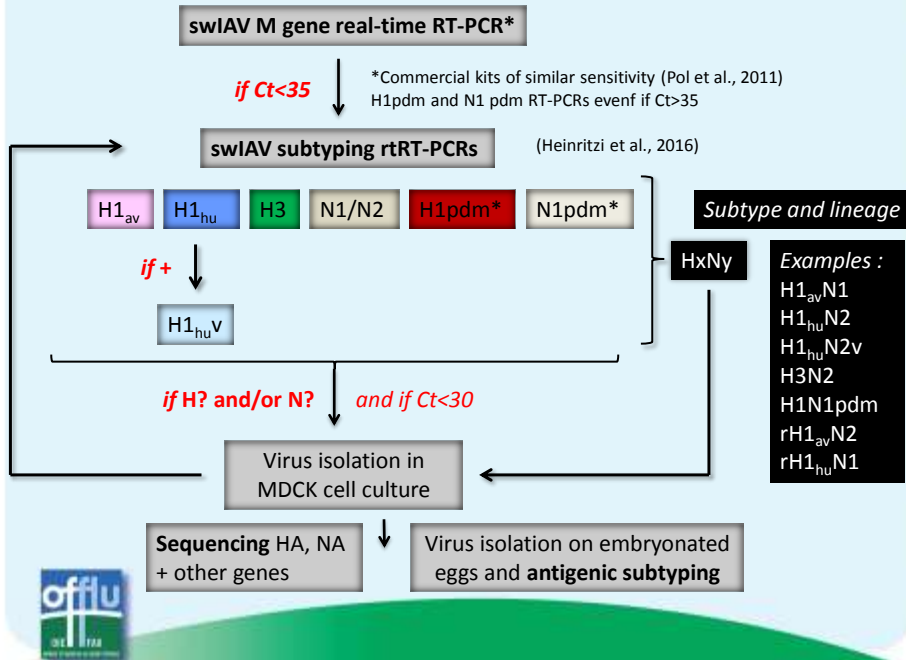 swIAV M gene real-time RT-PCR*
if Ct<35
*Commercial kits of similar sensitivity (Pol et al., 2011)
H1pdm and N1 pdm RT-PCRs evenf if Ct>35
swIAV subtyping rtRT-PCRs
(Heinritzi et al., 2016)
H1av
H1hu
H3
N1/N2
H1pdm*
N1pdm*
Subtype and lineage
if +
HxNy
Examples :
H1avN1
H1huN2
H1huN2v
H3N2
H1N1pdm
rH1avN2
rH1huN1
H1huv
if H? and/or N?
and if Ct<30
Virus isolation in
MDCK cell culture
Sequencing HA, NA
+ other genes
Virus isolation on embryonated
eggs and antigenic subtyping
offlu
OIE FAO